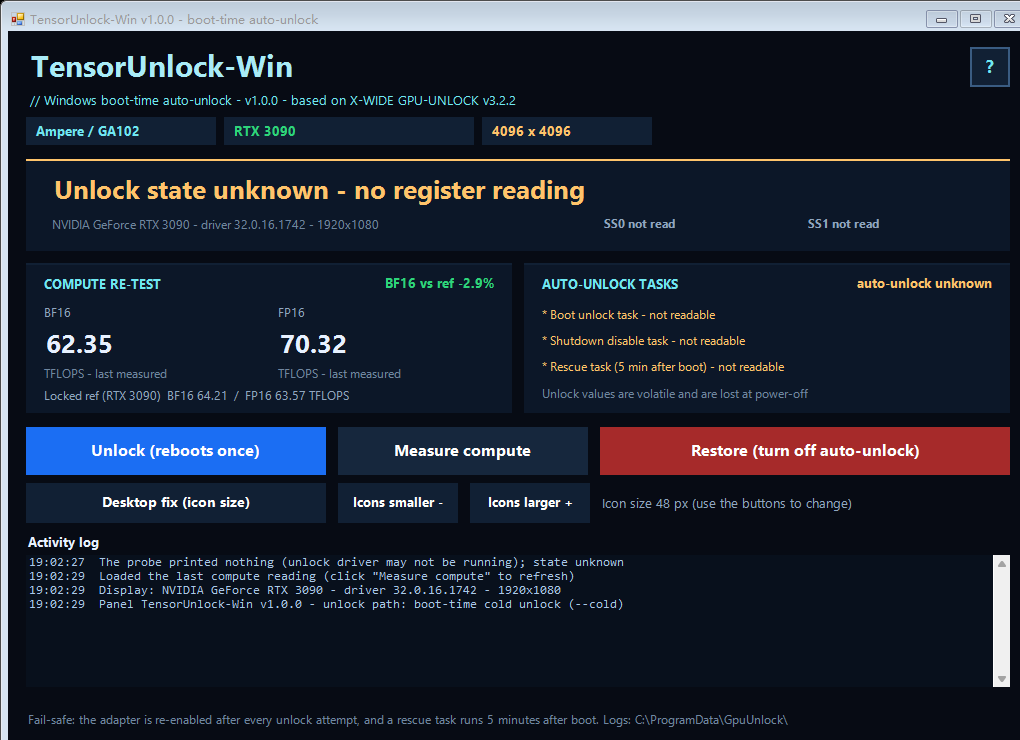 TensorUnlock-Win v1.0.0 - boot-time auto-unlock
TensorUnlock-Win
?
// Windows boot-time auto-unlock - v1.0.0 - based on X-WIDE GPU-UNLOCK v3.2.2
Ampere / GA102 RTX 3090 4096 x 4096
Unlock state unknown - no register reading
NVIDIA GeForce RTX 3090 - driver 32.0.16.1742 - 1920x1080 SS0 not read SS1 not read
COMPUTE RE-TEST BF16 vs ref -2.9%
BF16 FP16
62.35 70.32
TFLOPS - last measured TFLOPS - last measured
Locked ref (RTX 3090) BF16 64.21 / FP16 63.57 TFLOPS
AUTO-UNLOCK TASKS auto-unlock unknown
* Boot unlock task - not readable
* Shutdown disable task - not readable
* Rescue task (5 min after boot) - not readable
Unlock values are volatile and are lost at power-off
Unlock (reboots once) Measure compute Restore (turn off auto-unlock)
Desktop fix (icon size) Icons smaller - Icons larger + Icon size 48 px (use the buttons to change)
Activity log
19:02:27 The probe printed nothing (unlock driver may not be running); state unknown
19:02:29 Loaded the last compute reading (click "Measure compute" to refresh)
19:02:29 Display: NVIDIA GeForce RTX 3090 - driver 32.0.16.1742 - 1920x1080
19:02:29 Panel TensorUnlock-Win v1.0.0 - unlock path: boot-time cold unlock (--cold)
Fail-safe: the adapter is re-enabled after every unlock attempt, and a rescue task runs 5 minutes after boot. Logs: C:\ProgramData\GpuUnlock\